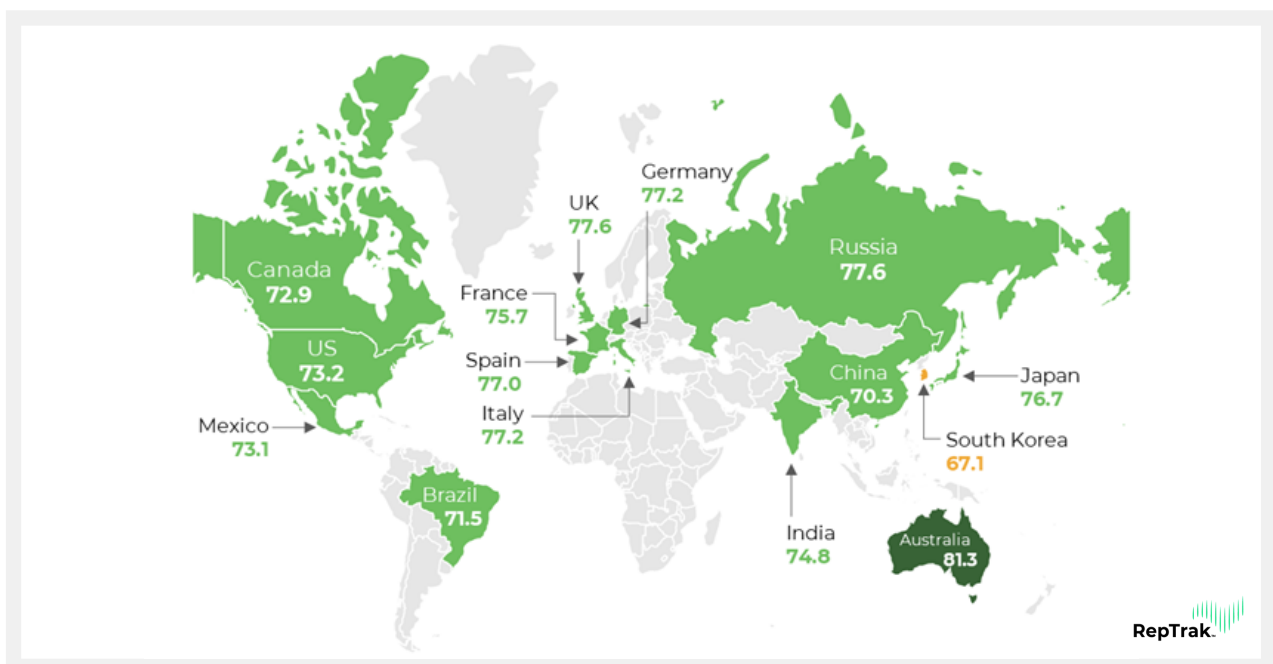 Germany
77.2
UK
77.6
Russia
77.6
Canada
72.9
France
75.7
US
73.2
Spain
77.0
China
70.3
Japan
76.7
Italy
77.2
Mexico
73.1
South Korea
67.1
Brazil
71.5
India
74.8
Australia
81.3
RepTrak